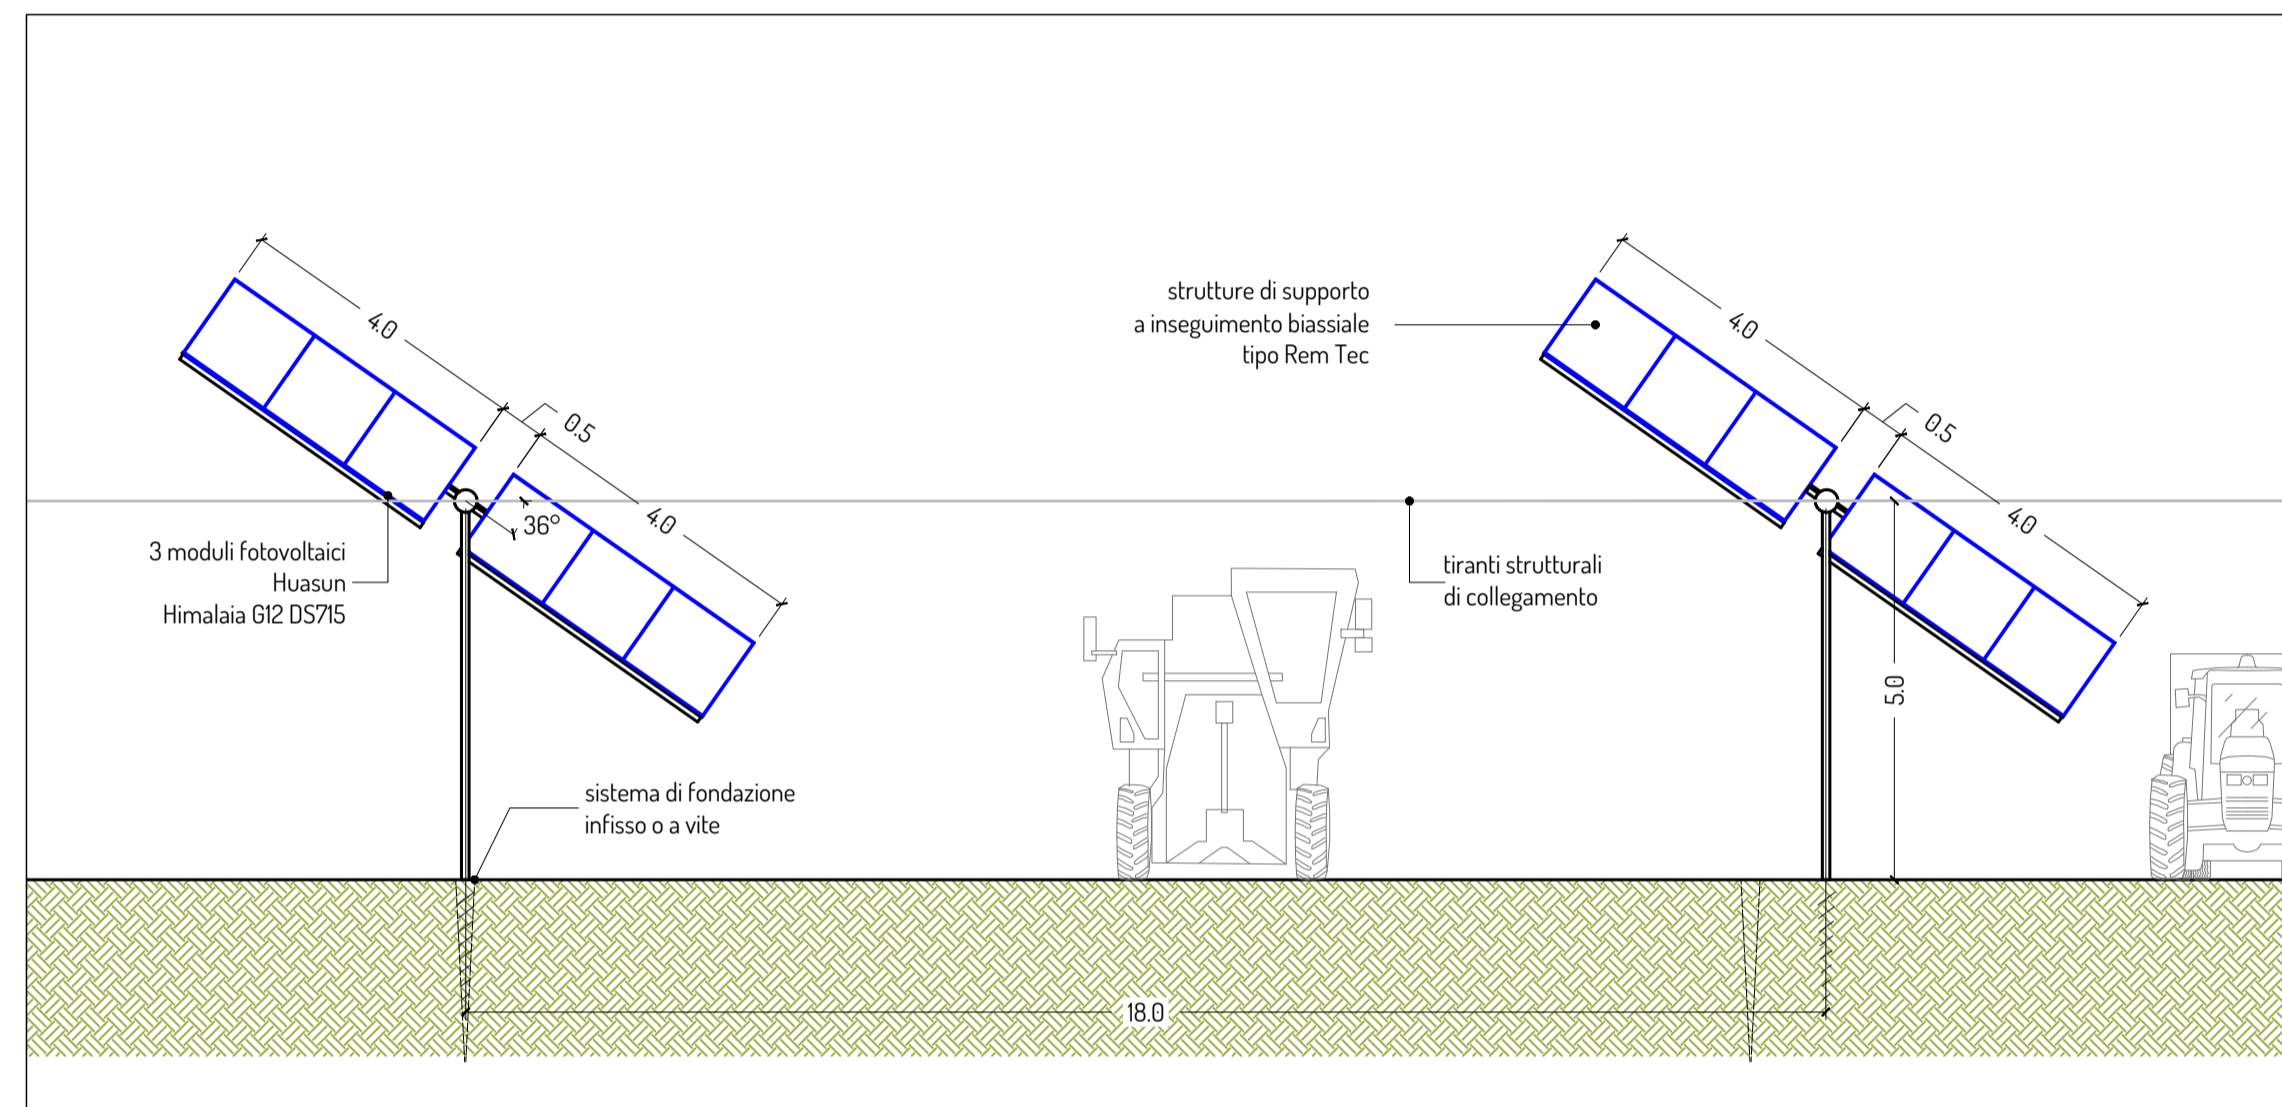 4.0
0.5
4.0
36°
3 moduli fotovoltaici
Huasun
Himalaia G12 DS715
sistema di fondazione
infisso o a vite
strutture di supporto
a inseguimento biassiale
tipo Rem Tec
tiranti strutturali
di collegamento
4.0
0.5
4.0
5.0
18.0